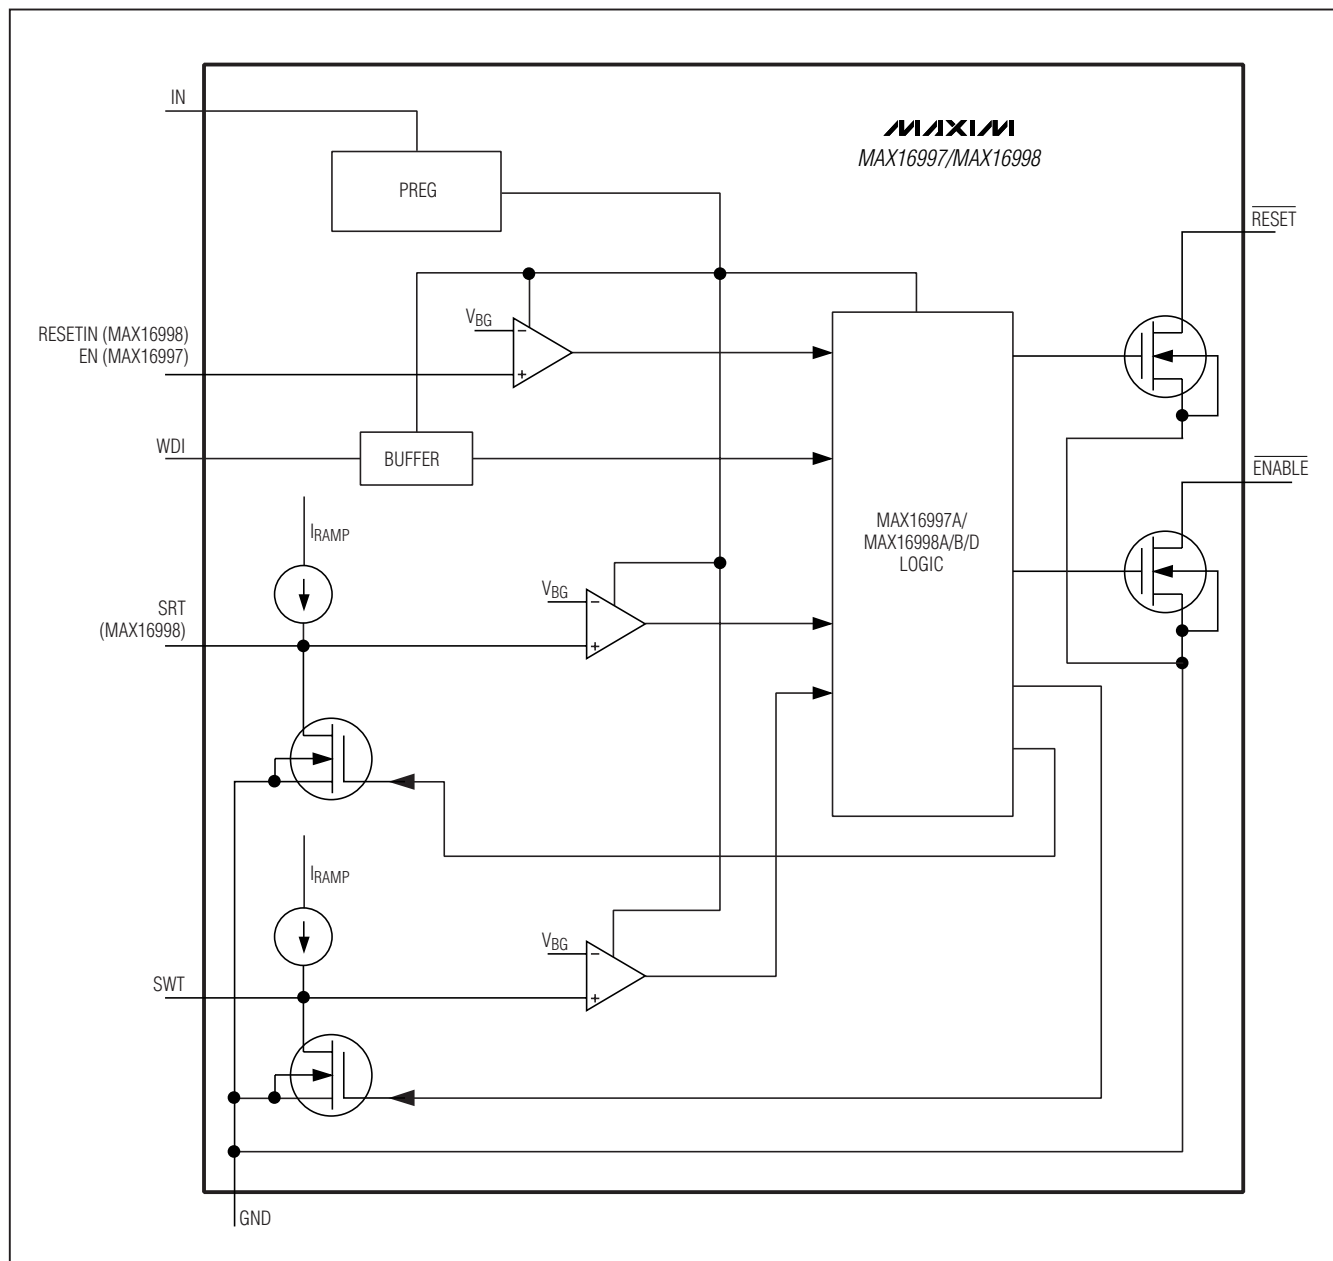 IN
MAXIM
MAX16997/MAX16998
PREG
RESET
VBG
−
+
RESETIN (MAX16998)
EN (MAX16997)
WDI
BUFFER
ENABLE
MAX16997A/
MAX16998A/B/D
LOGIC
IRAMP
VBG
−
+
SRT
(MAX16998)
IRAMP
VBG
−
+
SWT
GND